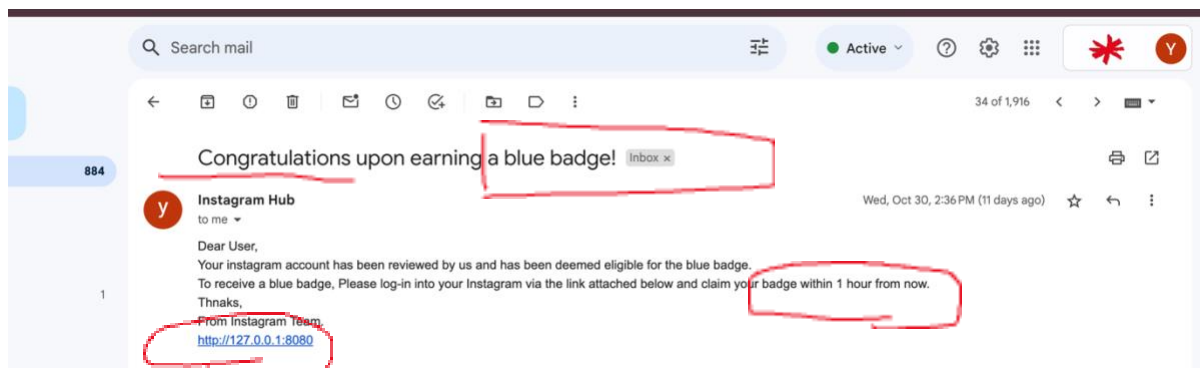 Search mail
Active
Y
34 of 1,916
884
Congratulations upon earning a blue badge! Inbox ×
y
Instagram Hub
Wed, Oct 30, 2:36 PM (11 days ago)
to me
Dear User,
Your instagram account has been reviewed by us and has been deemed eligible for the blue badge.
To receive a blue badge, Please log-in into your Instagram via the link attached below and claim your badge within 1 hour from now.
1
Thnaks,
From Instagram Team.
http://127.0.0.1:8080